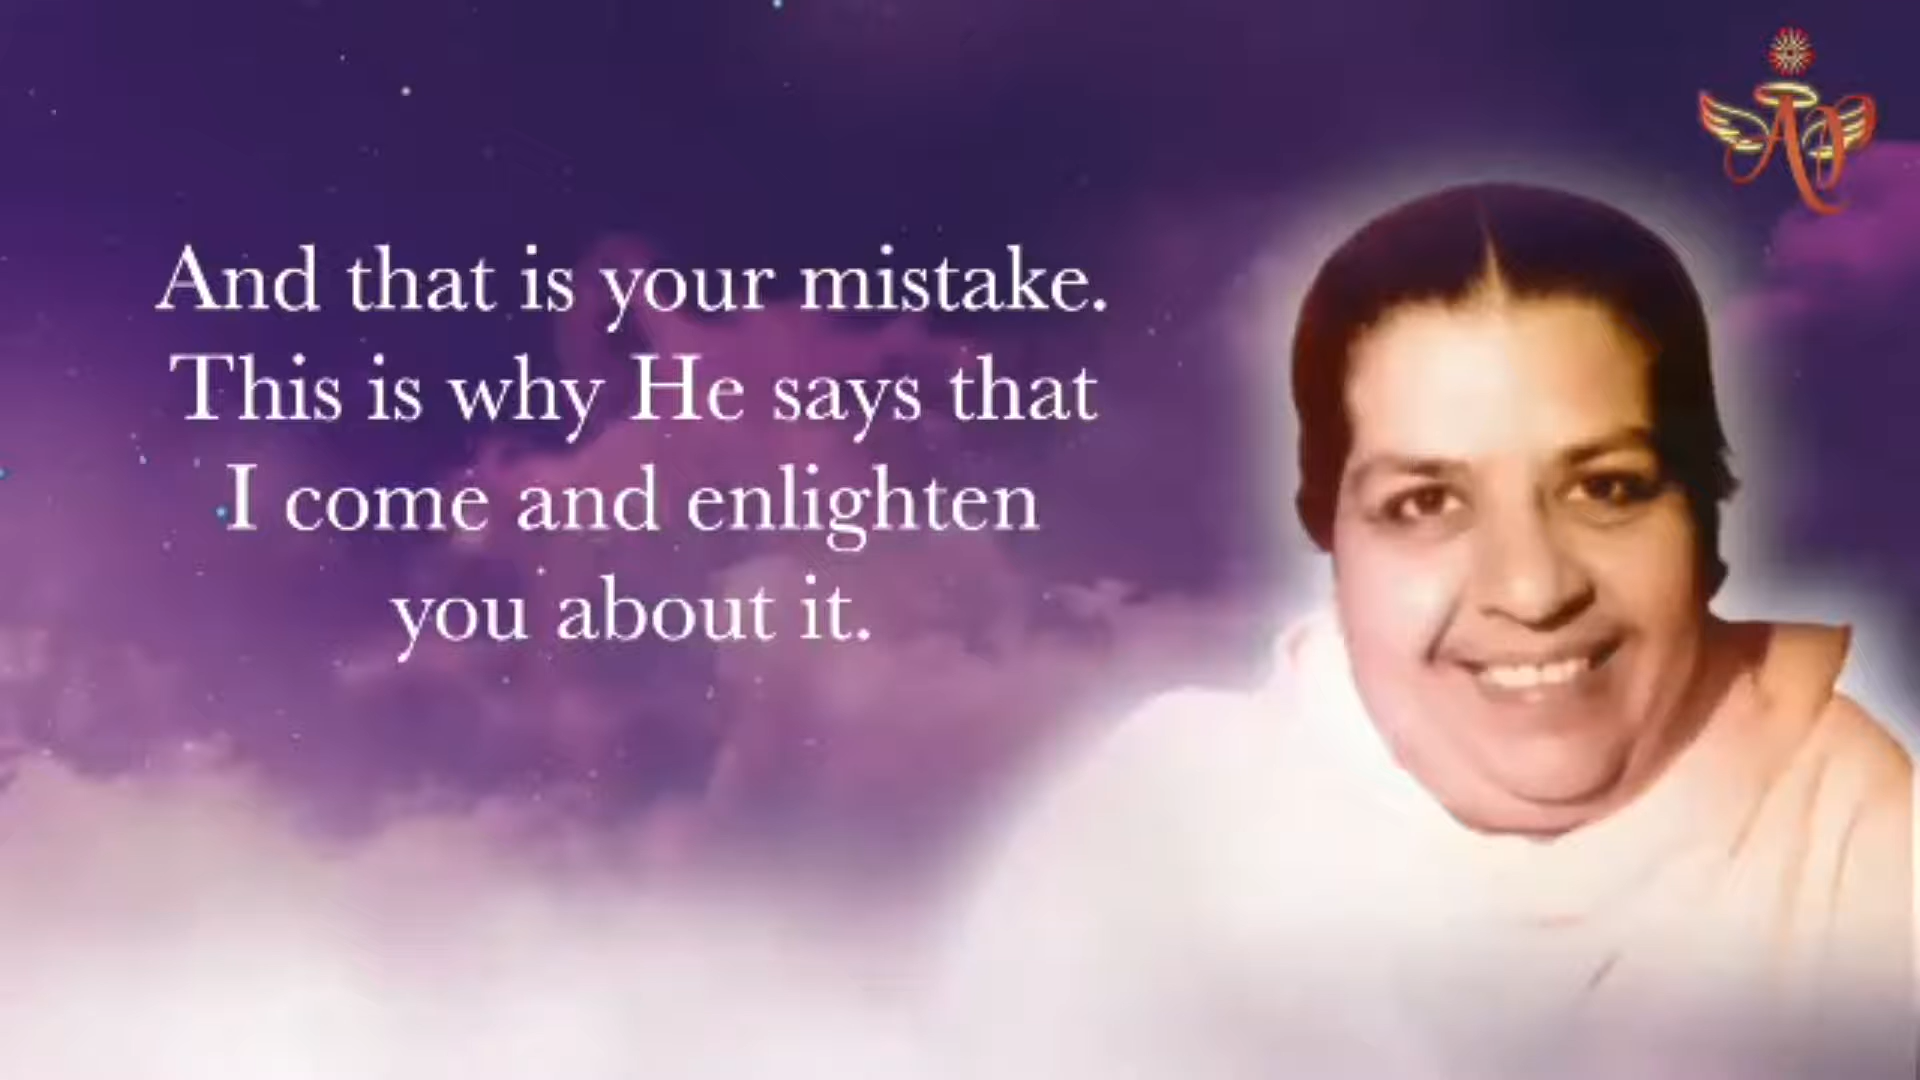 And that is your mistake.
This is why He says that
I come and enlighten
you about it.